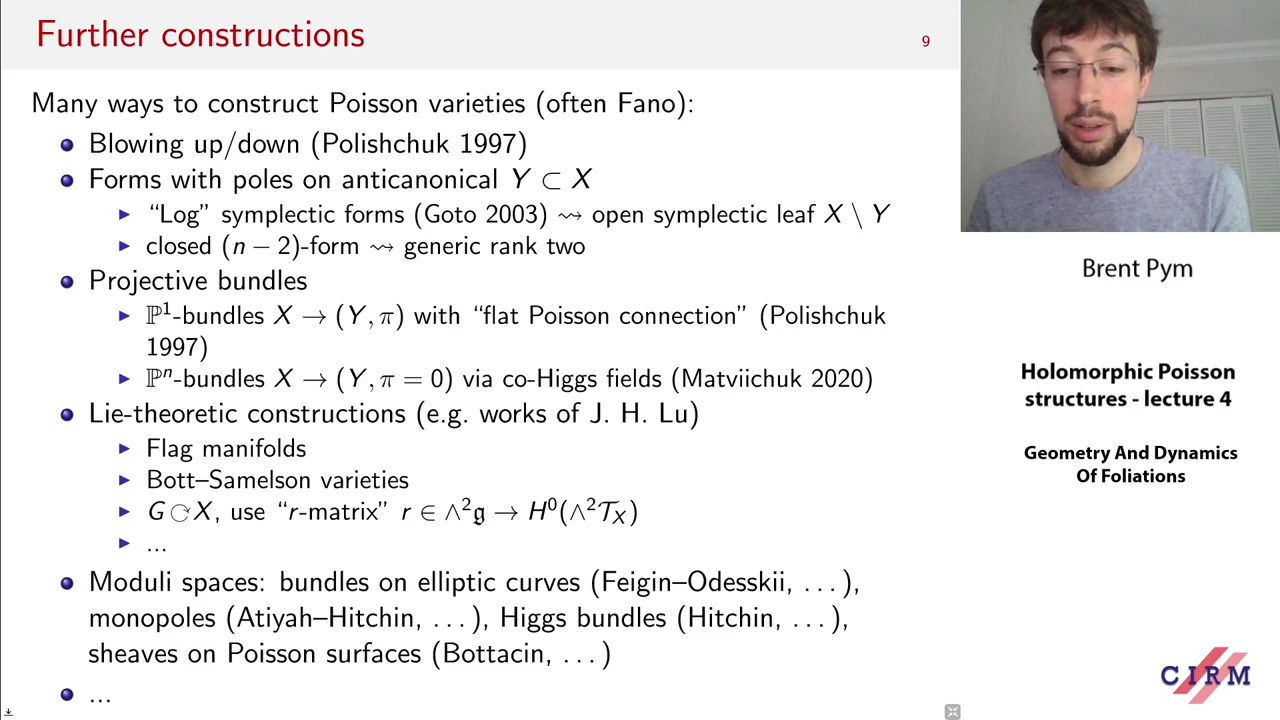 Further constructions
9
Many ways to construct Poisson varieties (often Fano):
Blowing up/down (Polishchuk 1997)
Forms with poles on anticanonical Y ⊂ X
“Log” symplectic forms (Goto 2003) ⇝ open symplectic leaf X \ Y
closed (n − 2)-form ⇝ generic rank two
Projective bundles
ℙ¹-bundles X → (Y, π) with “flat Poisson connection” (Polishchuk
1997)
ℙⁿ-bundles X → (Y, π = 0) via co-Higgs fields (Matviichuk 2020)
Lie-theoretic constructions (e.g. works of J. H. Lu)
Flag manifolds
Bott–Samelson varieties
G ⟳ X, use “r-matrix” r ∈ ∧²𝔤 → H⁰(∧²𝒯_X)
...
Moduli spaces: bundles on elliptic curves (Feigin–Odesskii, . . . ),
monopoles (Atiyah–Hitchin, . . . ), Higgs bundles (Hitchin, . . . ),
sheaves on Poisson surfaces (Bottacin, . . . )
...
Brent Pym
Holomorphic Poisson
structures - lecture 4
Geometry And Dynamics
Of Foliations
CIRM